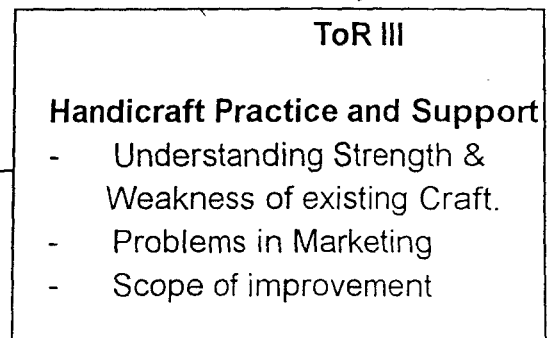 ToR III
Handicraft Practice and Support
- Understanding Strength &
Weakness of existing Craft.
- Problems in Marketing
- Scope of improvement